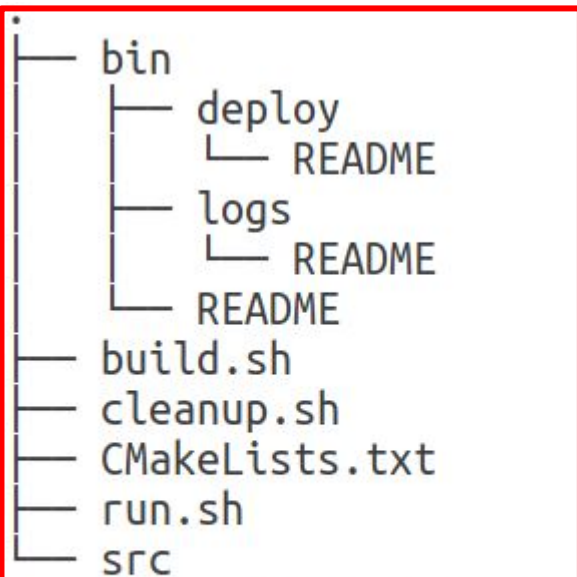 .
├── bin
│   ├── deploy
│   │   └── README
│   ├── logs
│   │   └── README
│   └── README
├── build.sh
├── cleanup.sh
├── CMakeLists.txt
├── run.sh
└── src